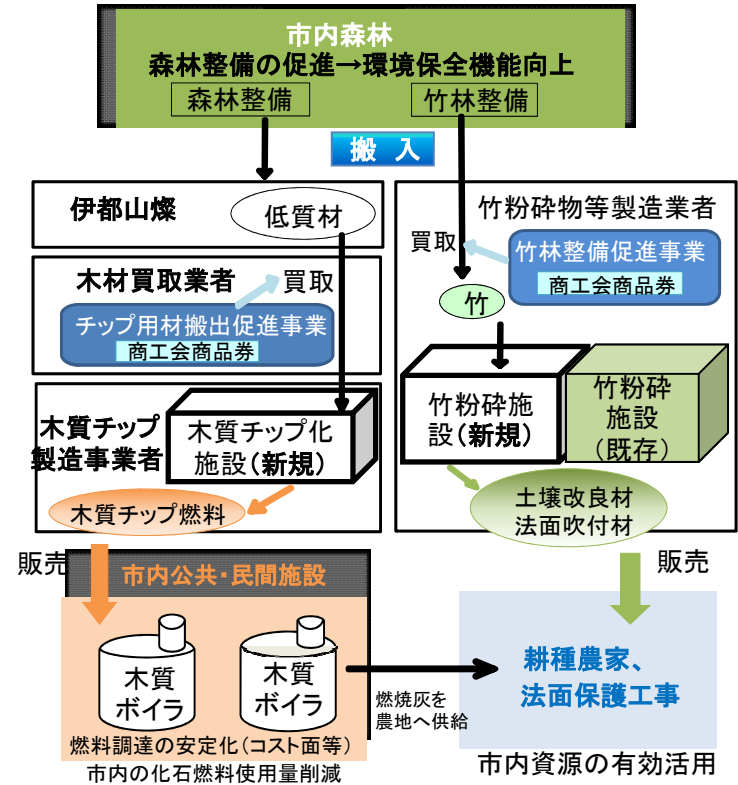 市内森林
森林整備の促進→環境保全機能向上
森林整備
竹林整備
搬 入
伊都山燦
低質材
木材買取業者
買取
チップ用材搬出促進事業
商工会商品券
木質チップ
製造事業者
木質チップ化
施設(新規)
木質チップ燃料
竹粉砕物等製造業者
買取
竹林整備促進事業
商工会商品券
竹
竹粉砕施
設(新規)
竹粉砕
施設
(既存)
土壌改良材
法面吹付材
販売
市内公共・民間施設
木質
ボイラ
木質
ボイラ
燃料調達の安定化(コスト面等)
市内の化石燃料使用量削減
燃焼灰を
農地へ供給
販売
耕種農家、
法面保護工事
市内資源の有効活用